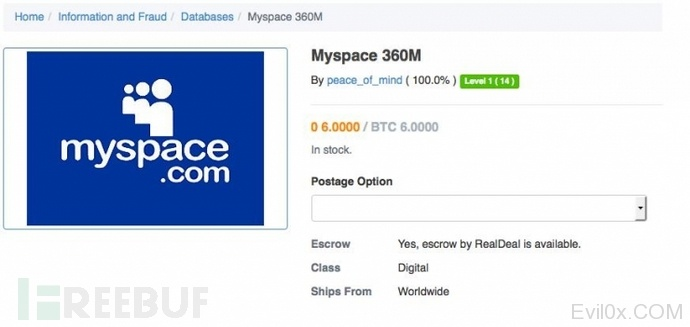 Home / Information and Fraud / Databases / Myspace 360M
myspace
.com
Myspace 360M
By peace_of_mind ( 100.0% ) Level 1 ( 14 )
฿ 6.0000 / BTC 6.0000
In stock.
Postage Option
Escrow Yes, escrow by RealDeal is available.
Class Digital
Ships From Worldwide
FREEBUF
Evil0x.COM